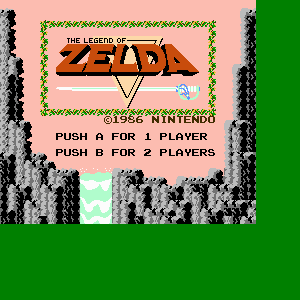 THE LEGEND OF
ZELDA
©1986 NINTENDO
PUSH A FOR 1 PLAYER
PUSH B FOR 2 PLAYERS